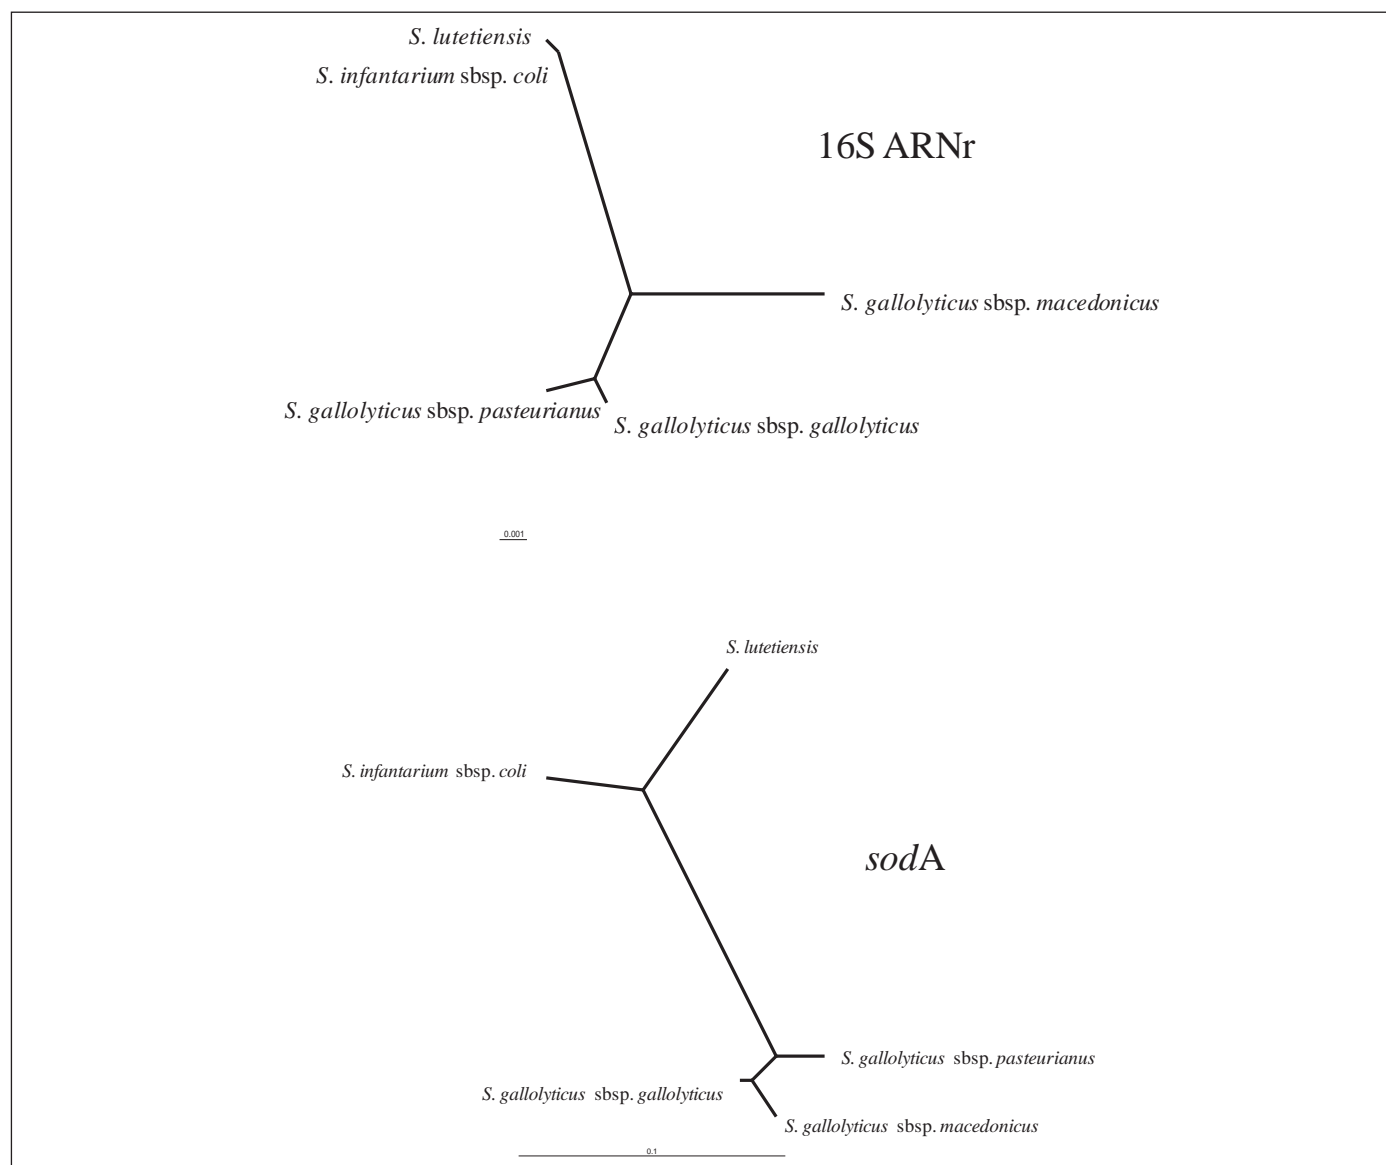 S. lutetiensis
S. infantarium sbsp. coli
16S ARNr
S. gallolyticus sbsp. macedonicus
S. gallolyticus sbsp. pasteurianus
S. gallolyticus sbsp. gallolyticus
0.001
S. lutetiensis
S. infantarium sbsp. coli
sodA
S. gallolyticus sbsp. pasteurianus
S. gallolyticus sbsp. gallolyticus
S. gallolyticus sbsp. macedonicus
0.1